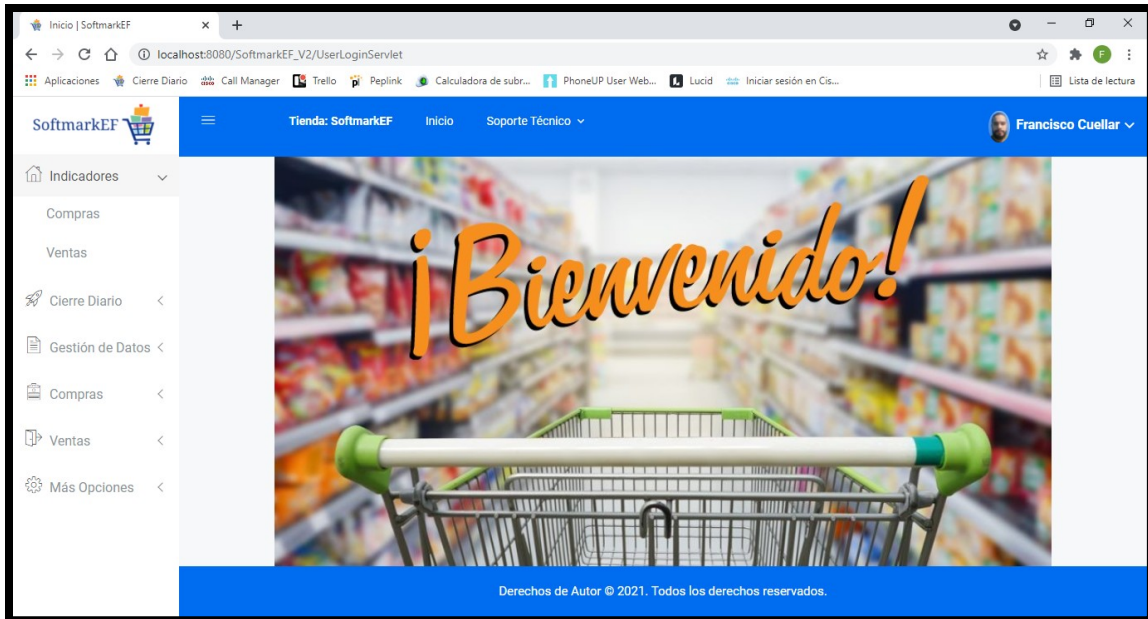 Inicio | SoftmarkEF
localhost:8080/SoftmarkEF_V2/UserLoginServlet
Aplicaciones Cierre Diario Call Manager Trello Peplink Calculadora de subr... PhoneUP User Web... Lucid Iniciar sesión en Cis... Lista de lectura
F
SoftmarkEF
Tienda: SoftmarkEF Inicio Soporte Técnico Francisco Cuellar
Indicadores
Compras
Ventas
Cierre Diario
Gestión de Datos
Compras
Ventas
Más Opciones
¡Bienvenido!
Derechos de Autor © 2021. Todos los derechos reservados.